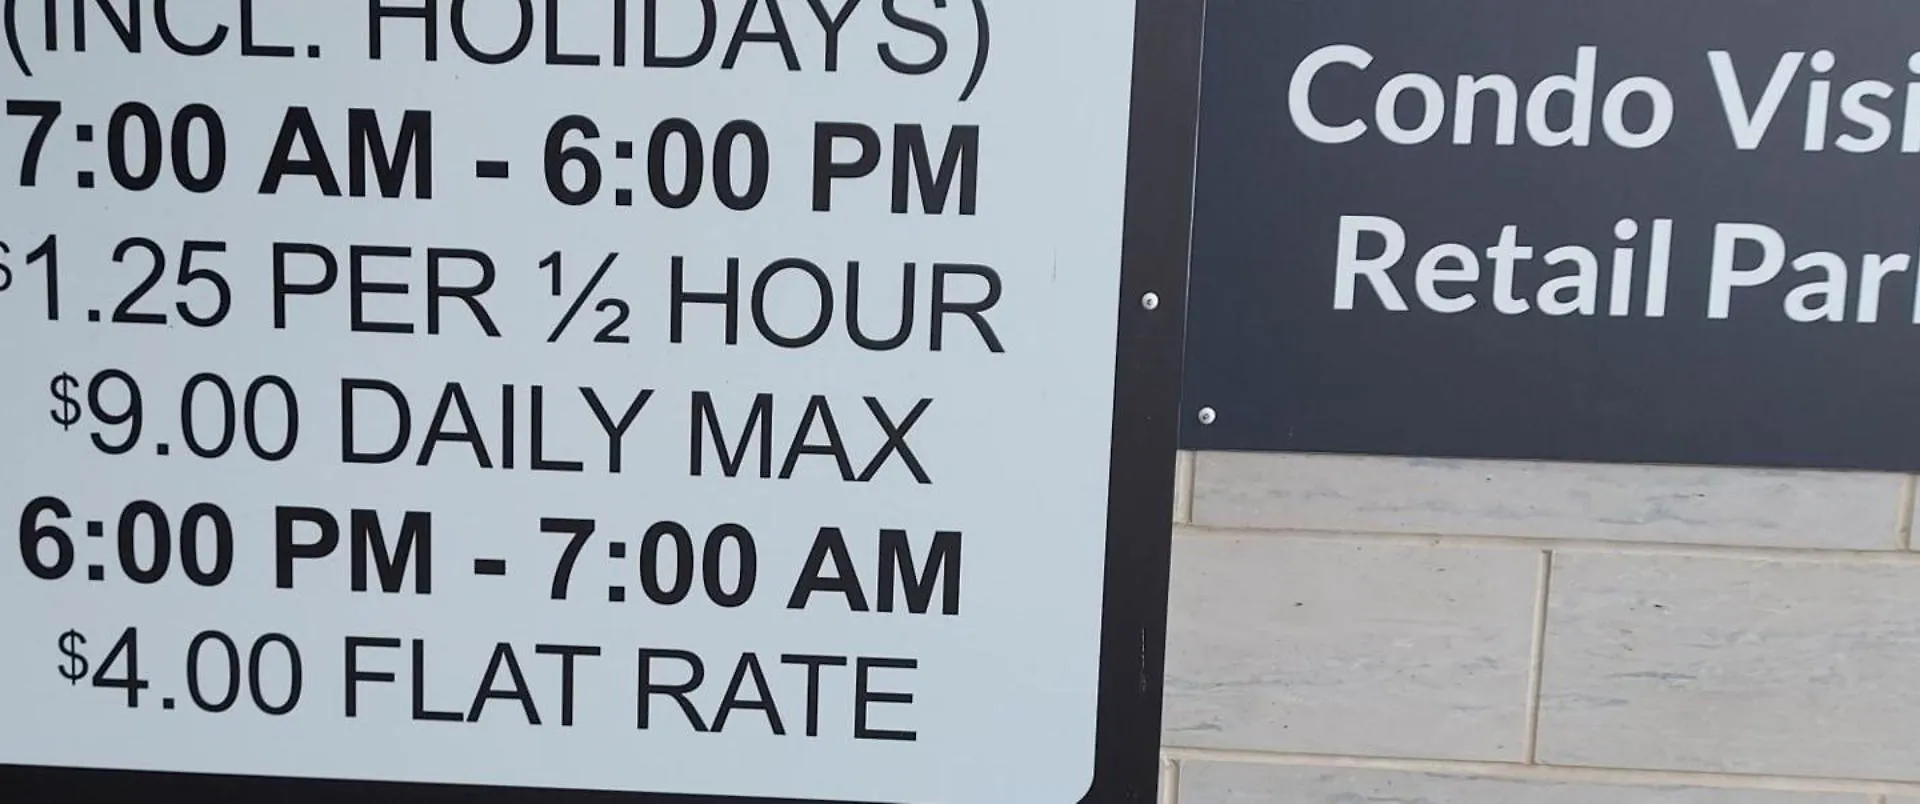 (INCL. HOLIDAYS)
7:00 AM - 6:00 PM
$1.25 PER ½ HOUR
$9.00 DAILY MAX
6:00 PM - 7:00 AM
$4.00 FLAT RATE
Condo Visi
Retail Par